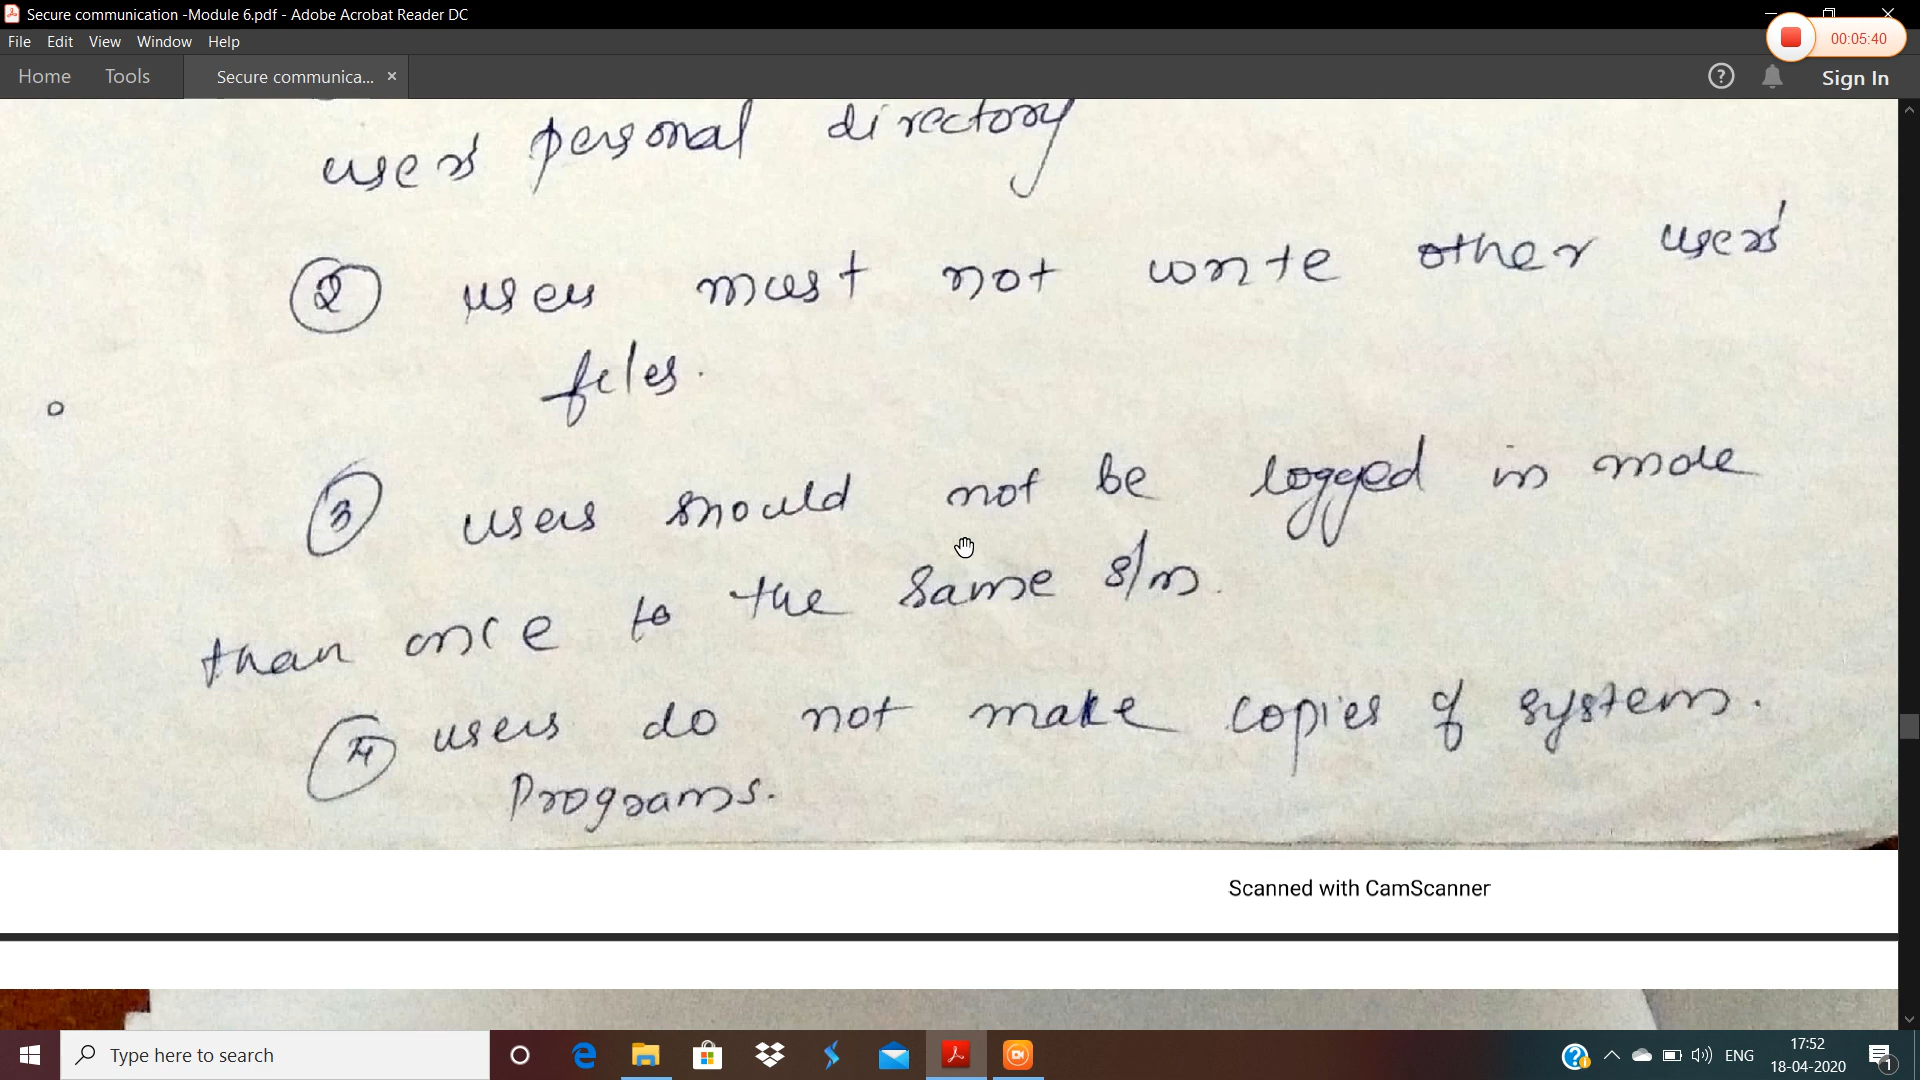 Secure communication -Module 6.pdf - Adobe Acrobat Reader DC
File Edit View Window Help
00:05:40
Home Tools Secure communica... × Sign In
users personal directory
2 users must not write other users'
files.
3 users should not be logged in more
than once to the same s/m.
4 users do not make copies of system.
Programs.
Scanned with CamScanner
Type here to search
ENG
17:52
18-04-2020
1